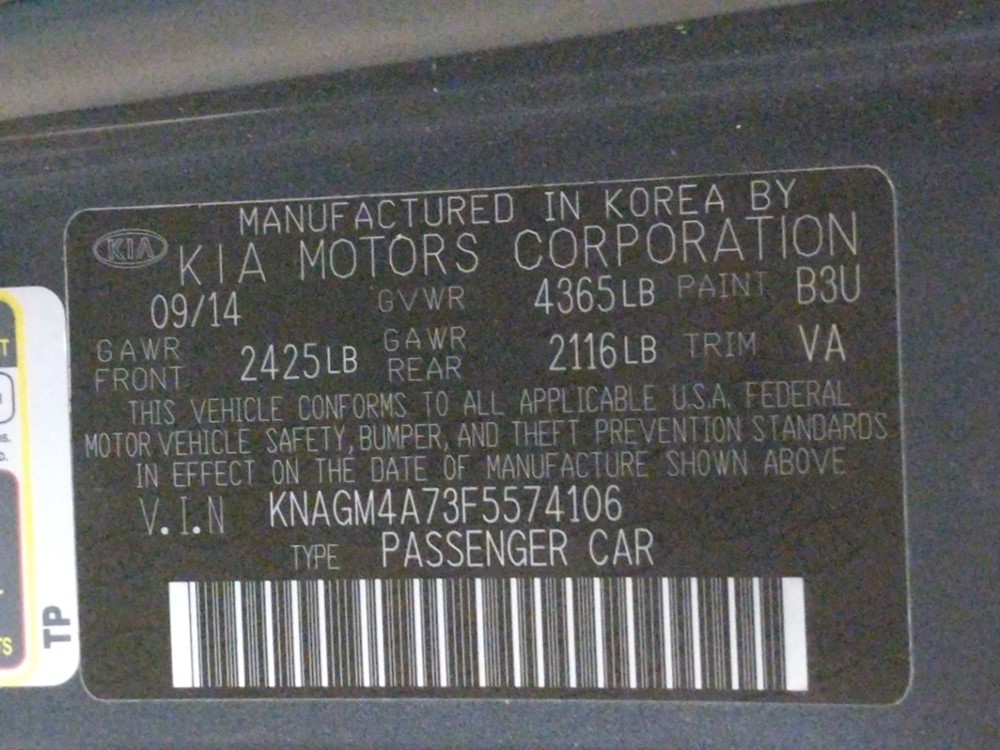 MANUFACTURED IN KOREA BY
KIA KIA MOTORS CORPORATION
09/14 GVWR 4365LB PAINT B3U
GAWR FRONT 2425LB GAWR REAR 2116LB TRIM VA
THIS VEHICLE CONFORMS TO ALL APPLICABLE U.S.A. FEDERAL
MOTOR VEHICLE SAFETY, BUMPER, AND THEFT PREVENTION STANDARDS
IN EFFECT ON THE DATE OF MANUFACTURE SHOWN ABOVE
V.I.N KNAGM4A73F5574106
TYPE PASSENGER CAR
TP